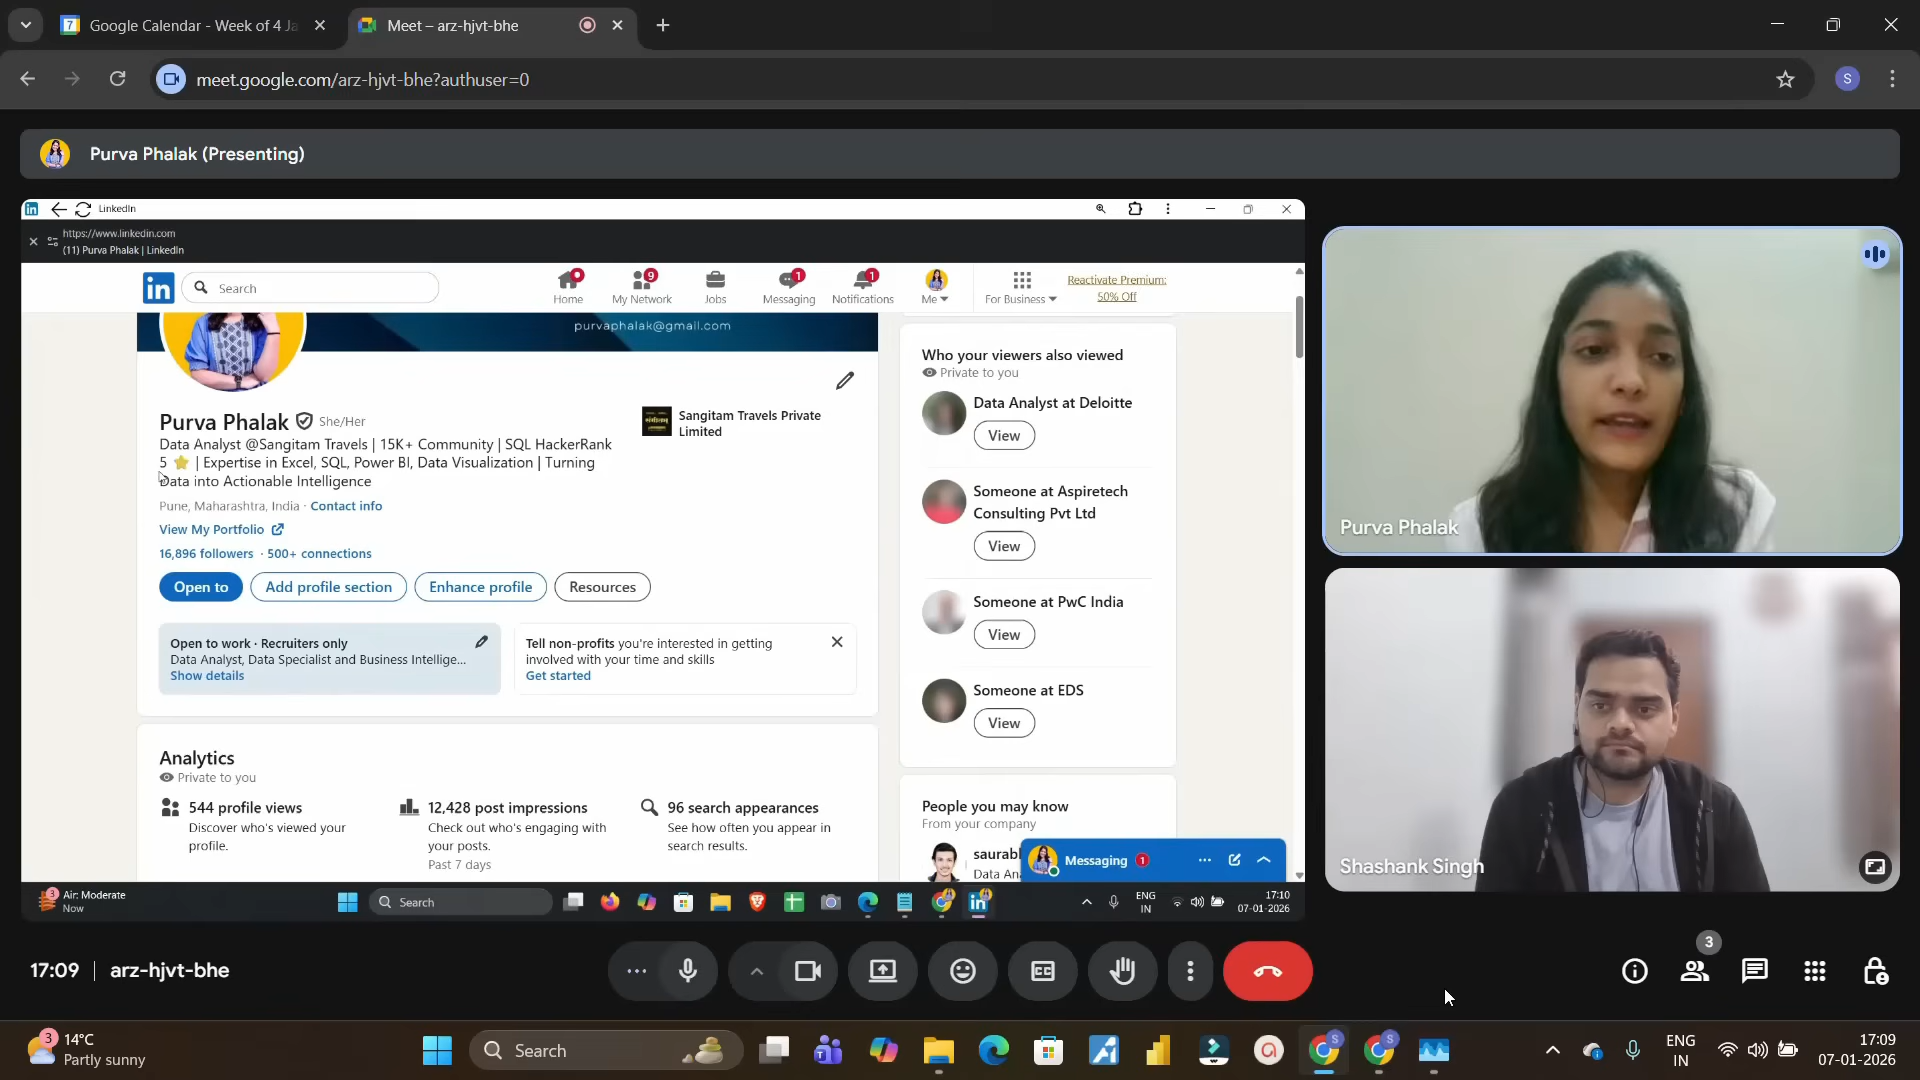 Google Calendar - Week of 4 Ja
Meet – arz-hjvt-bhe
meet.google.com/arz-hjvt-bhe?authuser=0
S
Purva Phalak (Presenting)
LinkedIn
https://www.linkedin.com
(11) Purva Phalak | LinkedIn
in
Search
Home
9
My Network
Jobs
1
Messaging
1
Notifications
Me
For Business
Reactivate Premium:
50% Off
purvaphalak@gmail.com
Purva Phalak
She/Her
Data Analyst @Sangitam Travels | 15K+ Community | SQL HackerRank
5 ⭐ | Expertise in Excel, SQL, Power BI, Data Visualization | Turning
Data into Actionable Intelligence
Sangitam Travels Private
Limited
Pune, Maharashtra, India · Contact info
View My Portfolio
16,896 followers · 500+ connections
Open to
Add profile section
Enhance profile
Resources
Open to work · Recruiters only
Data Analyst, Data Specialist and Business Intellige...
Show details
Tell non-profits you're interested in getting
involved with your time and skills
Get started
Analytics
Private to you
544 profile views
Discover who's viewed your
profile.
12,428 post impressions
Check out who's engaging with
your posts.
Past 7 days
96 search appearances
See how often you appear in
search results.
Who your viewers also viewed
Private to you
Data Analyst at Deloitte
View
Someone at Aspiretech
Consulting Pvt Ltd
View
Someone at PwC India
View
Someone at EDS
View
People you may know
From your company
saurabl
Data Ana
Messaging 1
3
Air: Moderate
Now
Search
ENG
IN
17:10
07-01-2026
Purva Phalak
Shashank Singh
17:09 | arz-hjvt-bhe
3
3
14°C
Partly sunny
Search
ENG
IN
17:09
07-01-2026